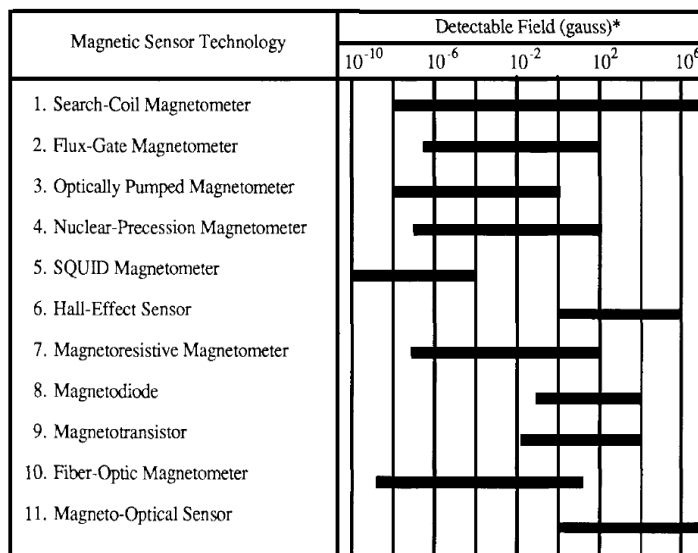 Magnetic Sensor Technology
Detectable Field (gauss)*
10^-10 10^-6 10^-2 10^2 10^6
1. Search-Coil Magnetometer
2. Flux-Gate Magnetometer
3. Optically Pumped Magnetometer
4. Nuclear-Precession Magnetometer
5. SQUID Magnetometer
6. Hall-Effect Sensor
7. Magnetoresistive Magnetometer
8. Magnetodiode
9. Magnetotransistor
10. Fiber-Optic Magnetometer
11. Magneto-Optical Sensor